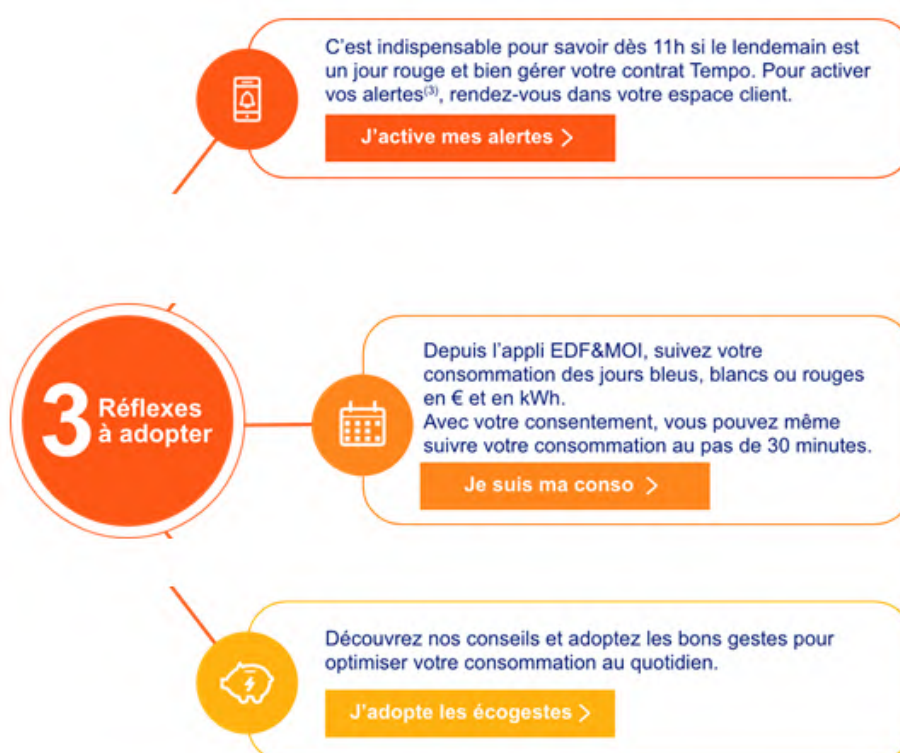 C'est indispensable pour savoir dès 11h si le lendemain est
un jour rouge et bien gérer votre contrat Tempo. Pour activer
vos alertes⁽³⁾, rendez-vous dans votre espace client.
J'active mes alertes >
3 Réflexes
à adopter
Depuis l'appli EDF&MOI, suivez votre
consommation des jours bleus, blancs ou rouges
en € et en kWh.
Avec votre consentement, vous pouvez même
suivre votre consommation au pas de 30 minutes.
Je suis ma conso >
Découvrez nos conseils et adoptez les bons gestes pour
optimiser votre consommation au quotidien.
J'adopte les écogestes >